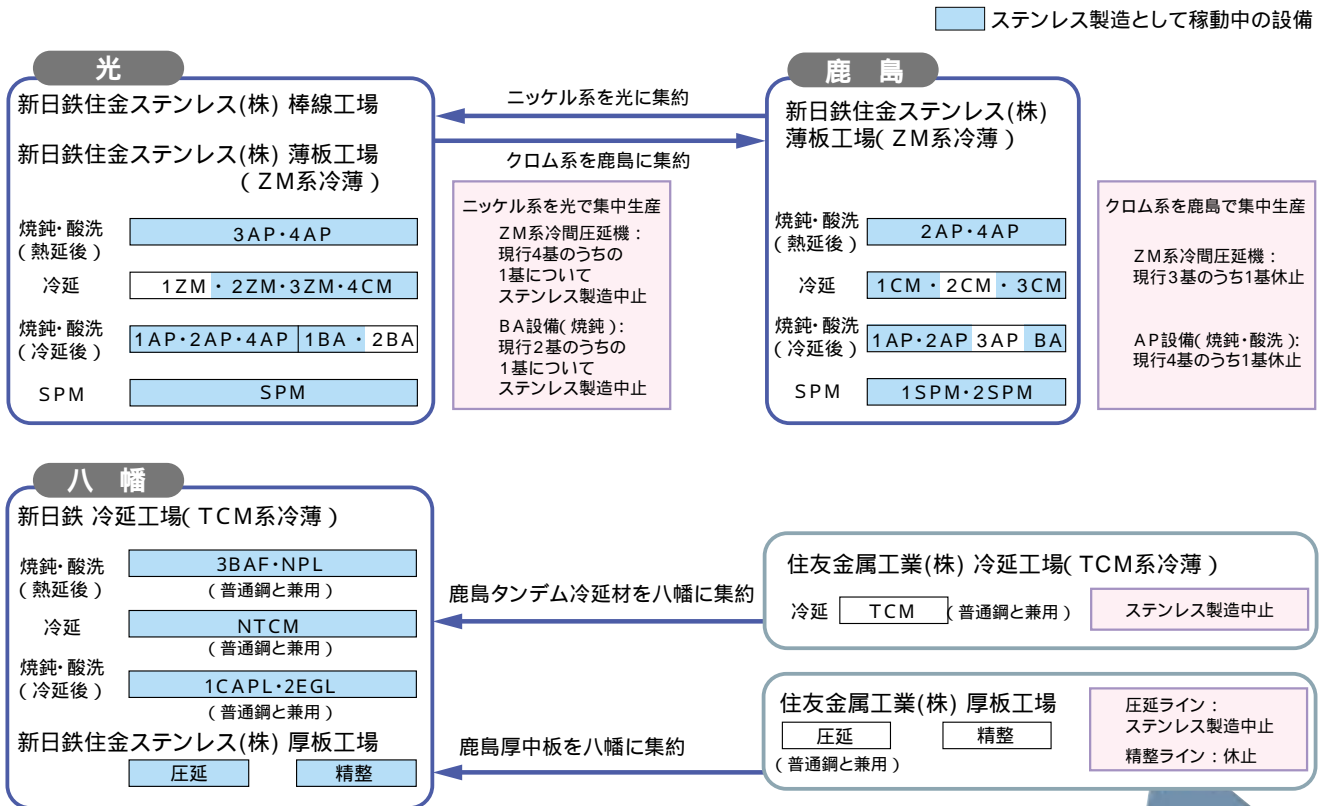 ステンレス製造として稼動中の設備
光
新日鉄住金ステンレス(株) 棒線工場
新日鉄住金ステンレス(株) 薄板工場
(ZM系冷薄)
焼鈍・酸洗
(熱延後)
3AP・4AP
冷延
1ZM・2ZM・3ZM・4CM
焼鈍・酸洗
(冷延後)
1AP・2AP・4AP 1BA・2BA
SPM
SPM
ニッケル系を光に集約
クロム系を鹿島に集約
ニッケル系を光で集中生産
ZM系冷間圧延機:
現行4基のうちの
1基について
ステンレス製造中止
BA設備(焼鈍):
現行2基のうちの
1基について
ステンレス製造中止
鹿 島
新日鉄住金ステンレス(株)
薄板工場(ZM系冷薄)
焼鈍・酸洗
(熱延後)
2AP・4AP
冷延
1CM・2CM・3CM
焼鈍・酸洗
(冷延後)
1AP・2AP 3AP BA
SPM
1SPM・2SPM
クロム系を鹿島で集中生産
ZM系冷間圧延機:
現行3基のうち1基休止
AP設備(焼鈍・酸洗):
現行4基のうち1基休止
八 幡
新日鉄 冷延工場(TCM系冷薄)
焼鈍・酸洗
(熱延後)
3BAF・NPL
(普通鋼と兼用)
冷延
NTCM
(普通鋼と兼用)
焼鈍・酸洗
(冷延後)
1CAPL・2EGL
(普通鋼と兼用)
新日鉄住金ステンレス(株) 厚板工場
圧延 精整
鹿島タンデム冷延材を八幡に集約
鹿島厚中板を八幡に集約
住友金属工業(株) 冷延工場(TCM系冷薄)
冷延 TCM (普通鋼と兼用)
ステンレス製造中止
住友金属工業(株) 厚板工場
圧延 精整
(普通鋼と兼用)
圧延ライン:
ステンレス製造中止
精整ライン:休止